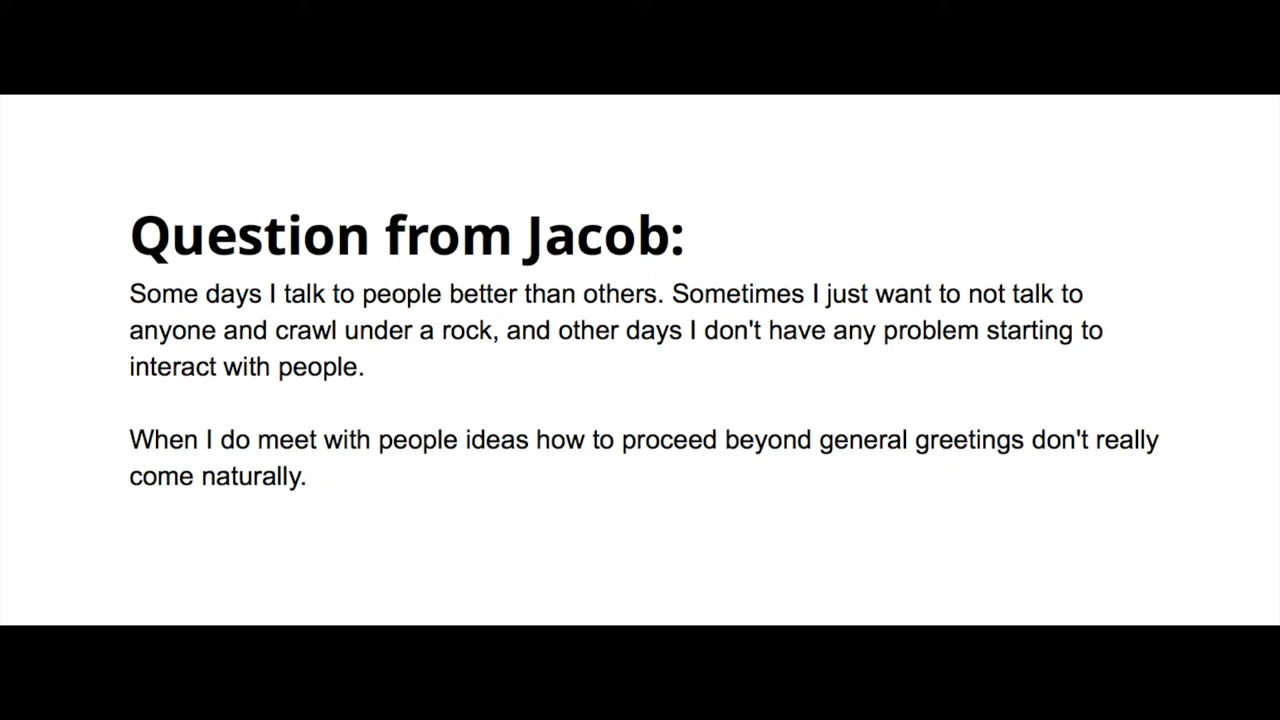 Question from Jacob:
Some days I talk to people better than others. Sometimes I just want to not talk to
anyone and crawl under a rock, and other days I don't have any problem starting to
interact with people.
When I do meet with people ideas how to proceed beyond general greetings don't really
come naturally.